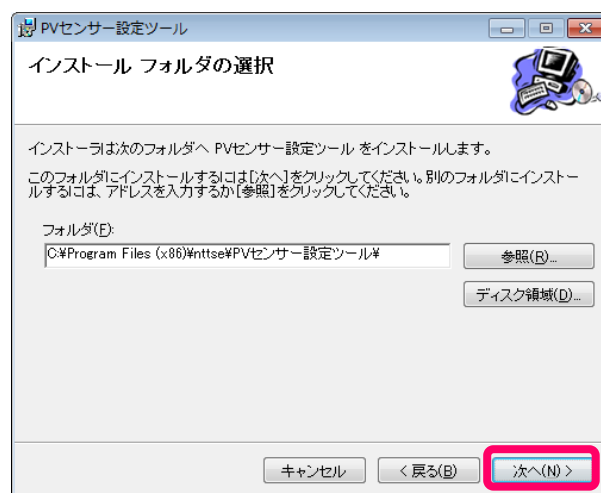 PVセンサー設定ツール
インストール フォルダの選択
インストーラは次のフォルダへ PVセンサー設定ツール をインストールします。
このフォルダにインストールするには[次へ]をクリックしてください。別のフォルダにインストー
ルするには、アドレスを入力するか[参照]をクリックしてください。
フォルダ(F):
C:¥Program Files (x86)¥nttse¥PVセンサー設定ツール¥
参照(R)...
ディスク領域(D)...
キャンセル
< 戻る(B)
次へ(N) >